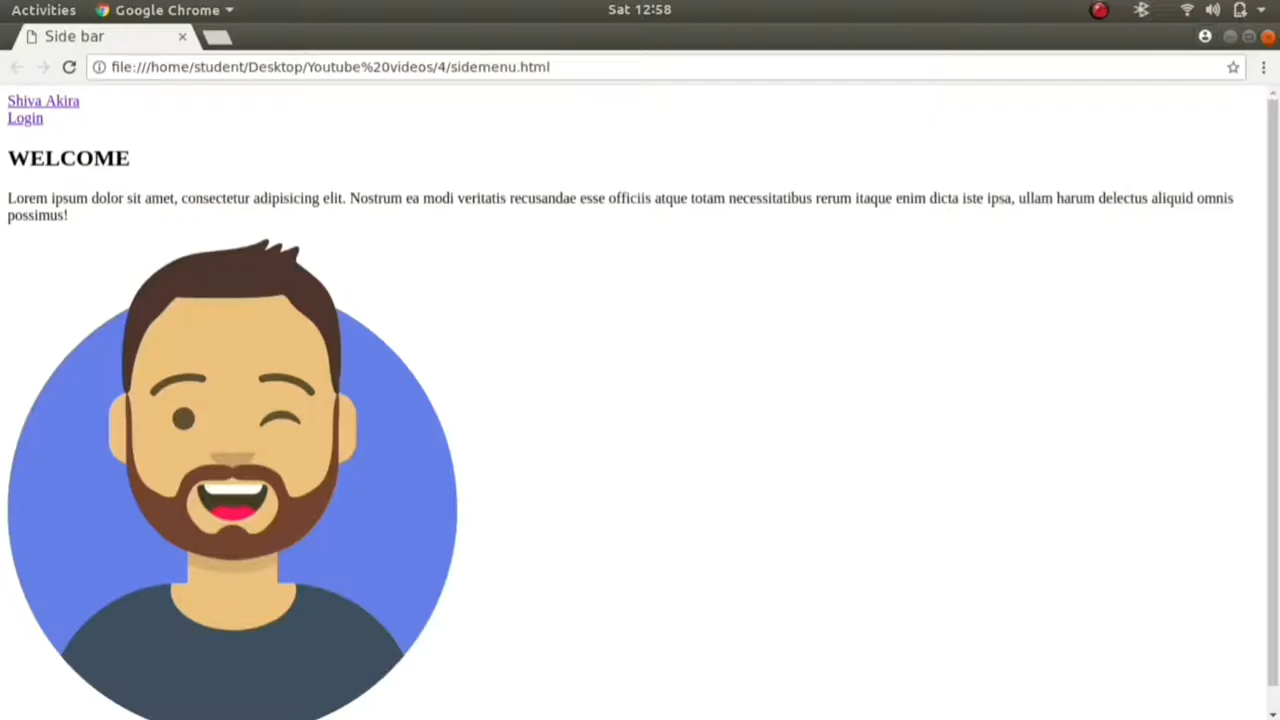 Activities Google Chrome Sat 12:58
Side bar
file:///home/student/Desktop/Youtube%20videos/4/sidemenu.html
Shiva Akira
Login
WELCOME
Lorem ipsum dolor sit amet, consectetur adipisicing elit. Nostrum ea modi veritatis recusandae esse officiis atque totam necessitatibus rerum itaque enim dicta iste ipsa, ullam harum delectus aliquid omnis
possimus!